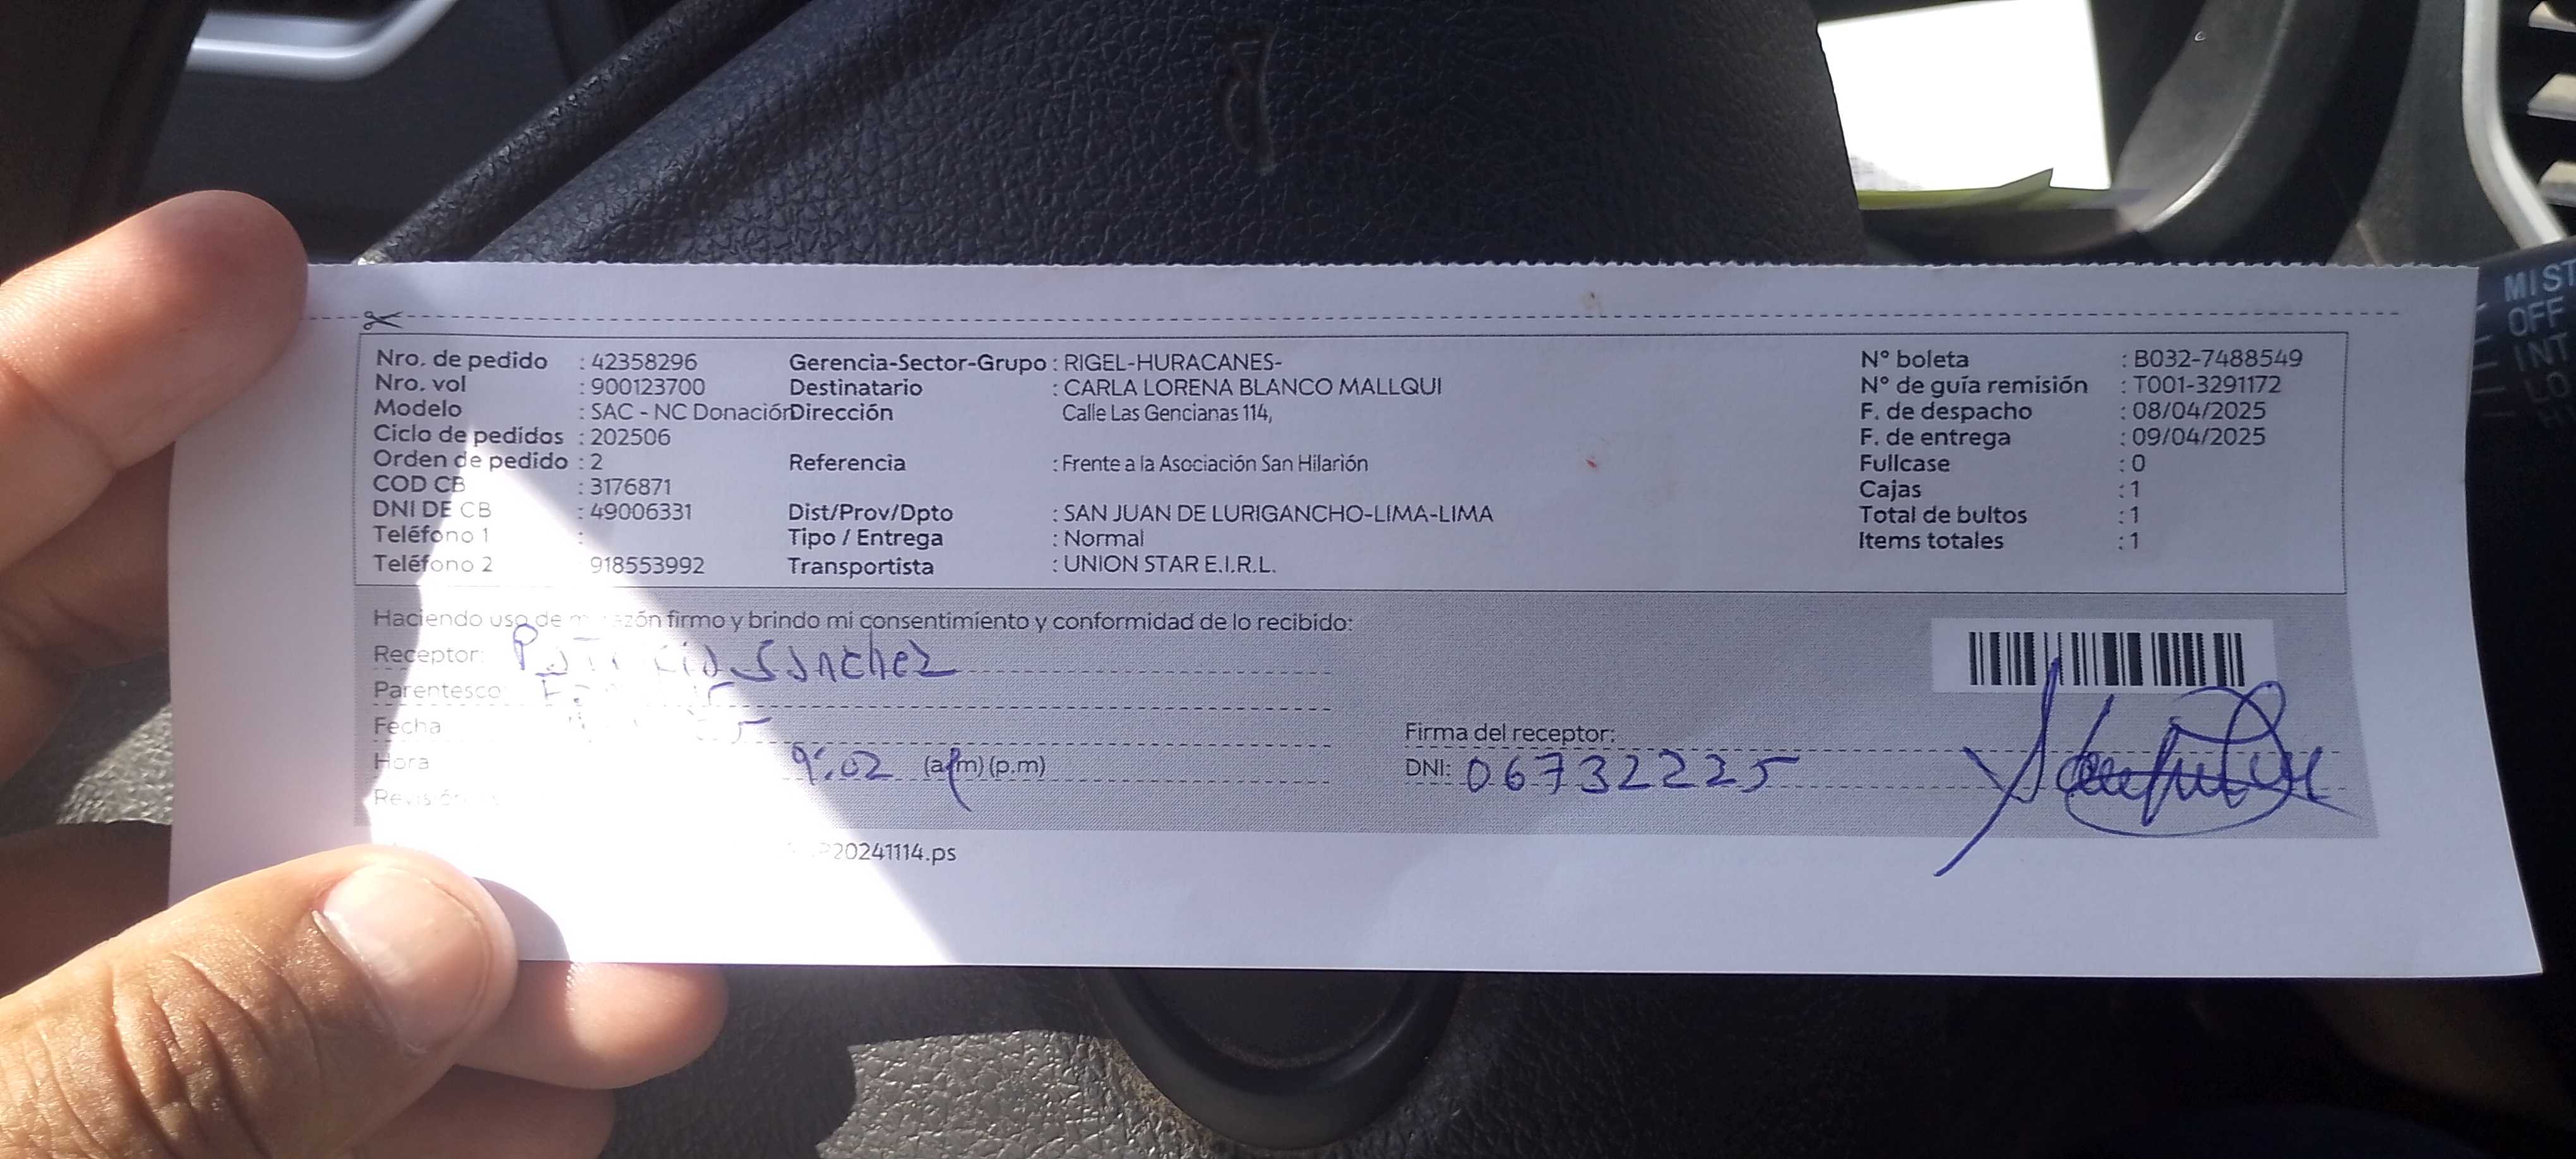 Nro. de pedido : 42358296 Gerencia-Sector-Grupo : RIGEL-HURACANES- N° boleta : B032-7488549
Nro. vol : 900123700 Destinatario : CARLA LORENA BLANCO MALLQUI N° de guía remisión : T001-3291172
Modelo : SAC - NC Donación Dirección Calle Las Gencianas 114, F. de despacho : 08/04/2025
Ciclo de pedidos : 202506 F. de entrega : 09/04/2025
Orden de pedido : 2 Referencia : Frente a la Asociación San Hilarión Fullcase : 0
COD CB : 3176871 Cajas : 1
DNI DE CB : 49006331 Dist/Prov/Dpto : SAN JUAN DE LURIGANCHO-LIMA-LIMA Total de bultos : 1
Teléfono 1 : Tipo / Entrega : Normal Items totales : 1
Teléfono 2 918553992 Transportista : UNION STAR E.I.R.L.
Haciendo uso de firmo y brindo mi consentimiento y conformidad de lo recibido:
Receptor: Sanchez
Parentesco:
Fecha Firma del receptor:
Hora 9:02 (a.m) (p.m) DNI: 06732225
20241114.ps
MIST
OFF
INT
LO